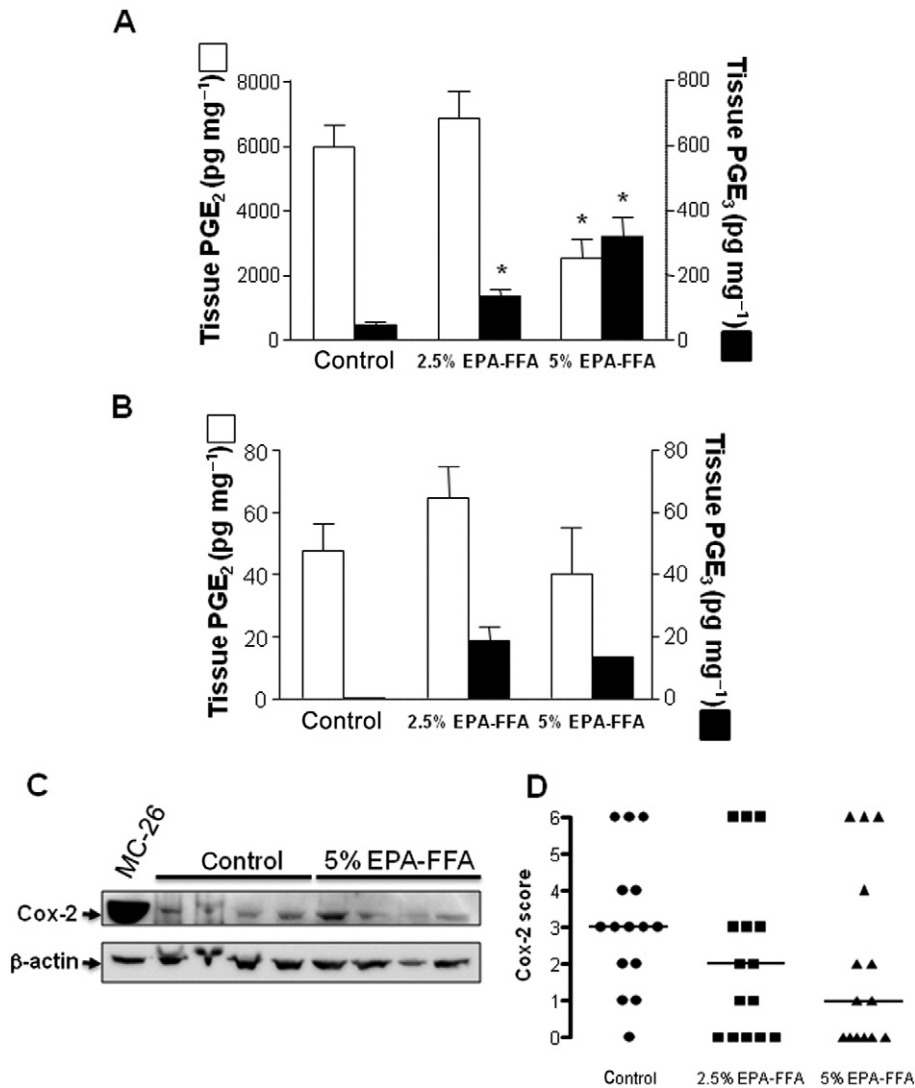 A
Tissue PGE₂ (pg mg⁻¹)
8000
6000
4000
2000
0
Tissue PGE₃ (pg mg⁻¹)
800
600
400
200
0
*
* *
Control 2.5% EPA-FFA 5% EPA-FFA
B
Tissue PGE₂ (pg mg⁻¹)
80
60
40
20
0
Tissue PGE₃ (pg mg⁻¹)
80
60
40
20
0
Control 2.5% EPA-FFA 5% EPA-FFA
C
MC-26
Control 5% EPA-FFA
Cox-2
β-actin
D
Cox-2 score
6
5
4
3
2
1
0
Control 2.5% EPA-FFA 5% EPA-FFA